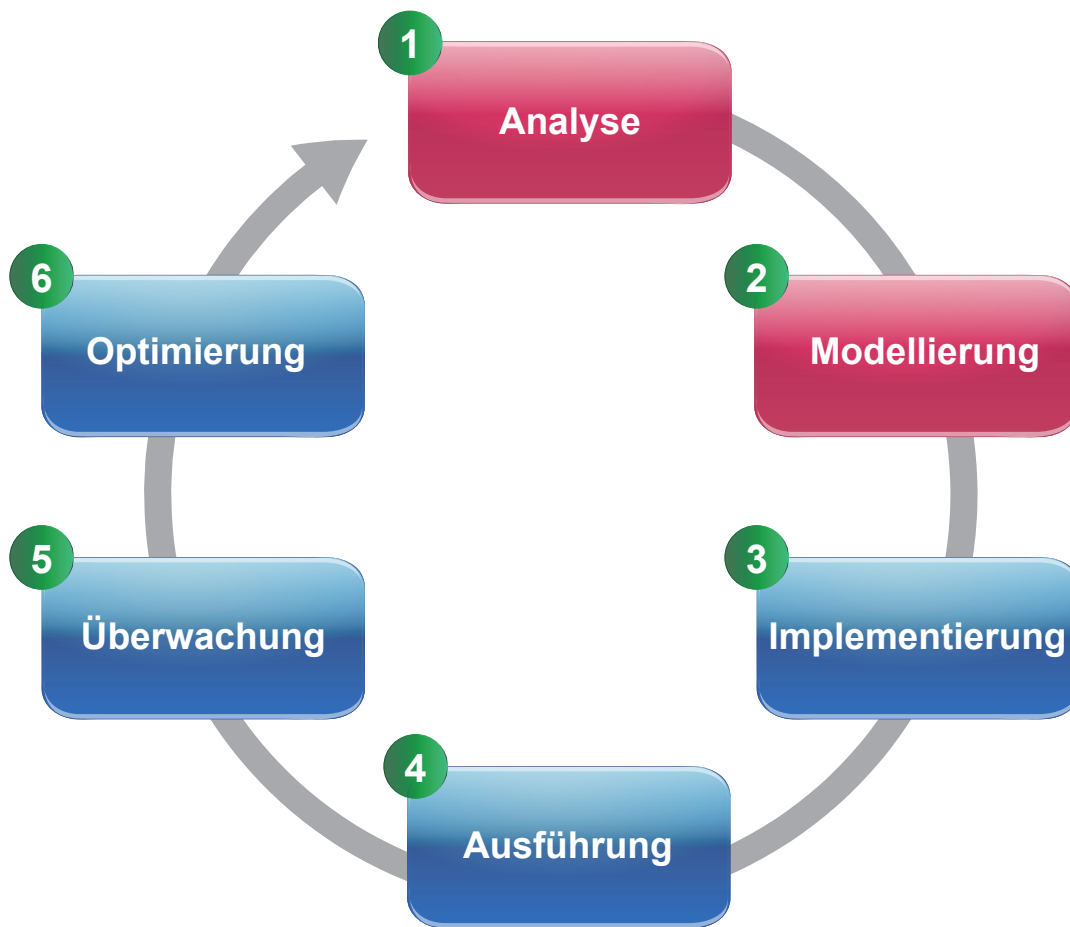 1
Analyse
2
Modellierung
3
Implementierung
4
Ausführung
5
Überwachung
6
Optimierung